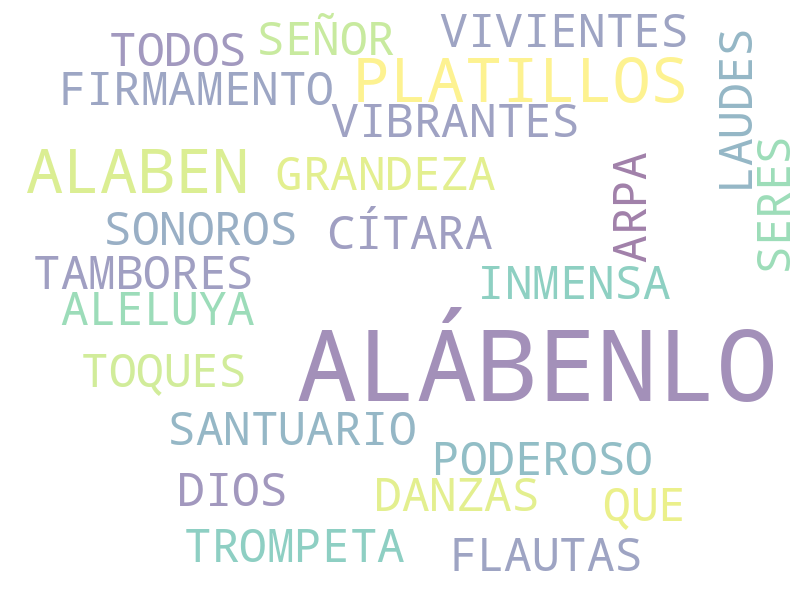 VIVIENTES
SEÑOR
TODOS
PLATILLOS
FIRMAMENTO
LAUDES
VIBRANTES
ALABEN
GRANDEZA
ARPA
SERES
SONOROS
CÍTARA
TAMBORES
INMENSA
ALELUYA
ALÁBENLO
TOQUES
SANTUARIO
PODEROSO
DIOS
DANZAS
QUE
TROMPETA
FLAUTAS